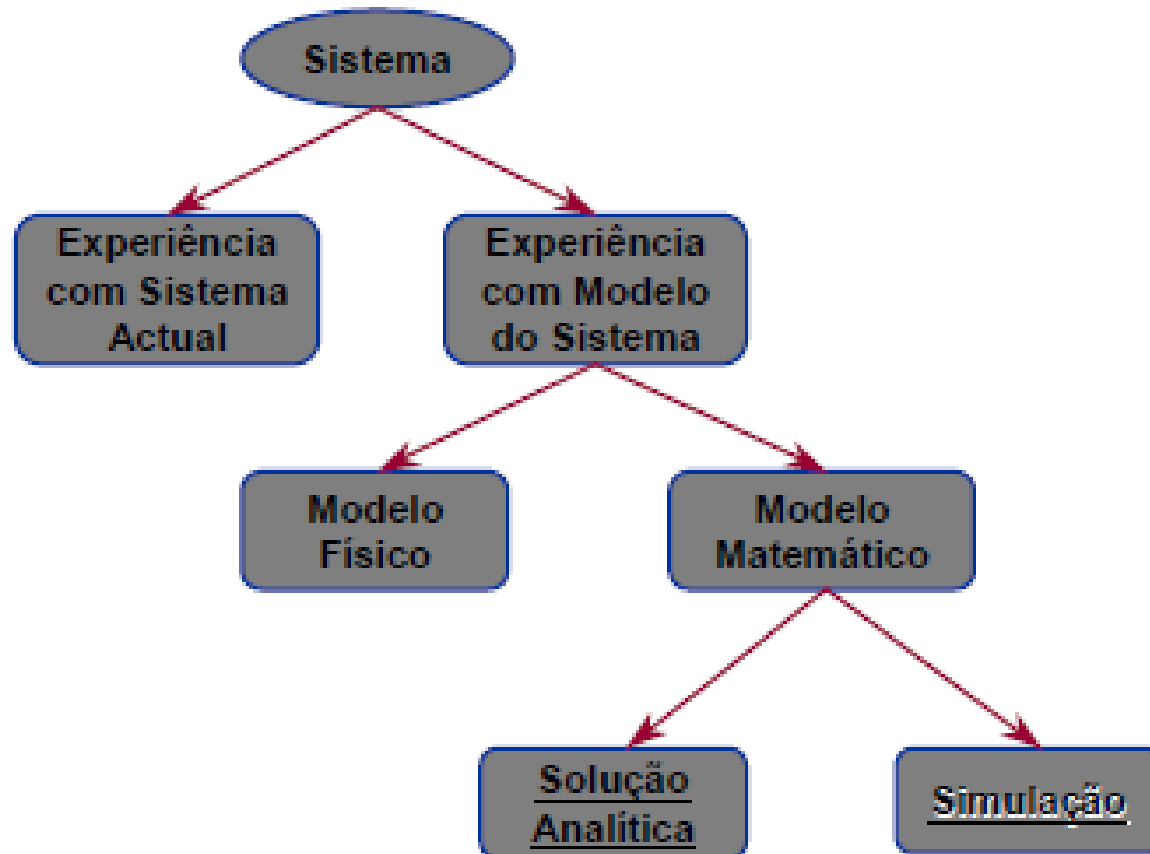 Sistema
Experiência
com Sistema
Actual
Experiência
com Modelo
do Sistema
Modelo
Físico
Modelo
Matemático
Solução
Analítica
Simulação